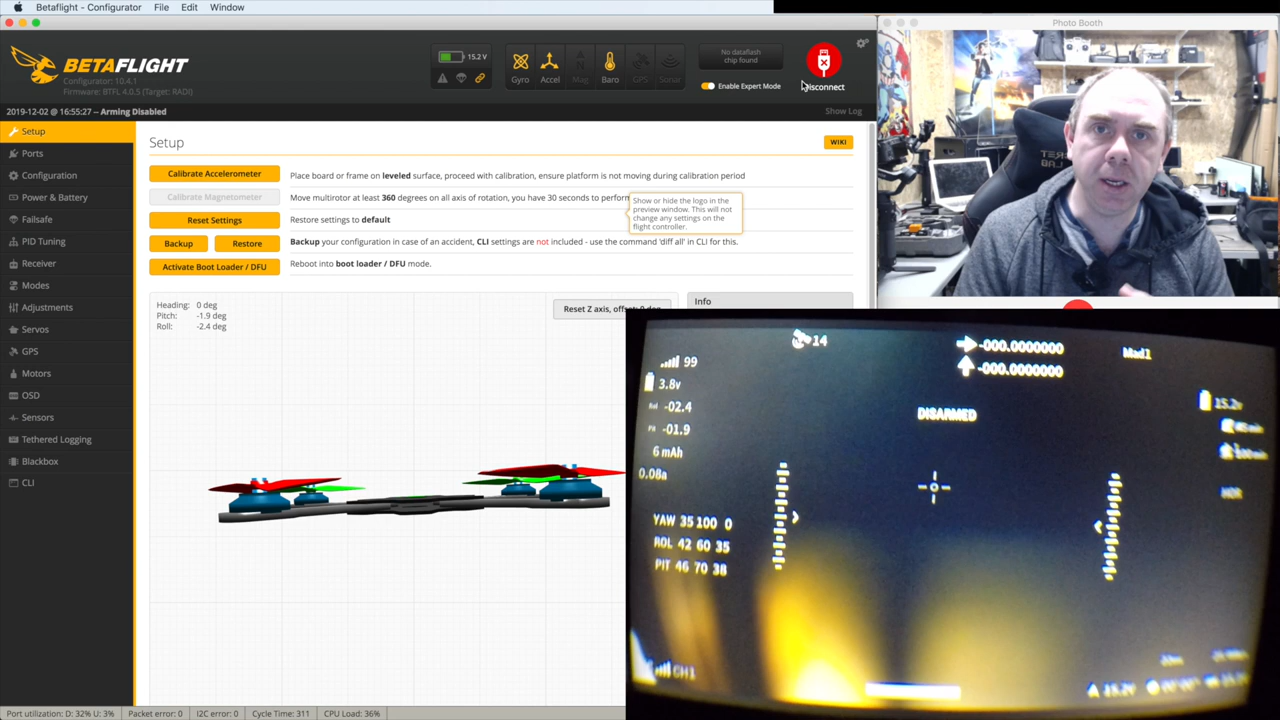 Betaflight - Configurator File Edit Window
Photo Booth
BETAFLIGHT
Configurator: 10.4.1
Firmware: BTFL 4.0.5 (Target: RADI)
15.2 V
Gyro Accel Mag Baro GPS Sonar
No dataflash
chip found
Enable Expert Mode
Disconnect
2019-12-02 @ 16:55:27 -- Arming Disabled
Show Log
Setup
Ports
Configuration
Power & Battery
Failsafe
PID Tuning
Receiver
Modes
Adjustments
Servos
GPS
Motors
OSD
Sensors
Tethered Logging
Blackbox
CLI
Setup
WIKI
Calibrate Accelerometer
Place board or frame on leveled surface, proceed with calibration, ensure platform is not moving during calibration period
Calibrate Magnetometer
Move multirotor at least 360 degrees on all axis of rotation, you have 30 seconds to perform
Show or hide the logo in the
preview window. This will not
change any settings on the
flight controller.
Reset Settings
Restore settings to default
Backup
Restore
Backup your configuration in case of an accident, CLI settings are not included - use the command 'diff all' in CLI for this.
Activate Boot Loader / DFU
Reboot into boot loader / DFU mode.
Heading: 0 deg
Pitch: -1.9 deg
Roll: -2.4 deg
Reset Z axis, offset: 0 deg
Info
14
-000.0000000
-000.0000000
Mad1
99
3.8v
-02.4
-01.9
6 mAh
0.08a
DISARMED
15.2v
YAW 35 100 0
ROL 42 60 35
PIT 46 70 38
CH1
15.2V
Port utilization: D: 32% U: 3%
Packet error: 0
I2C error: 0
Cycle Time: 311
CPU Load: 36%